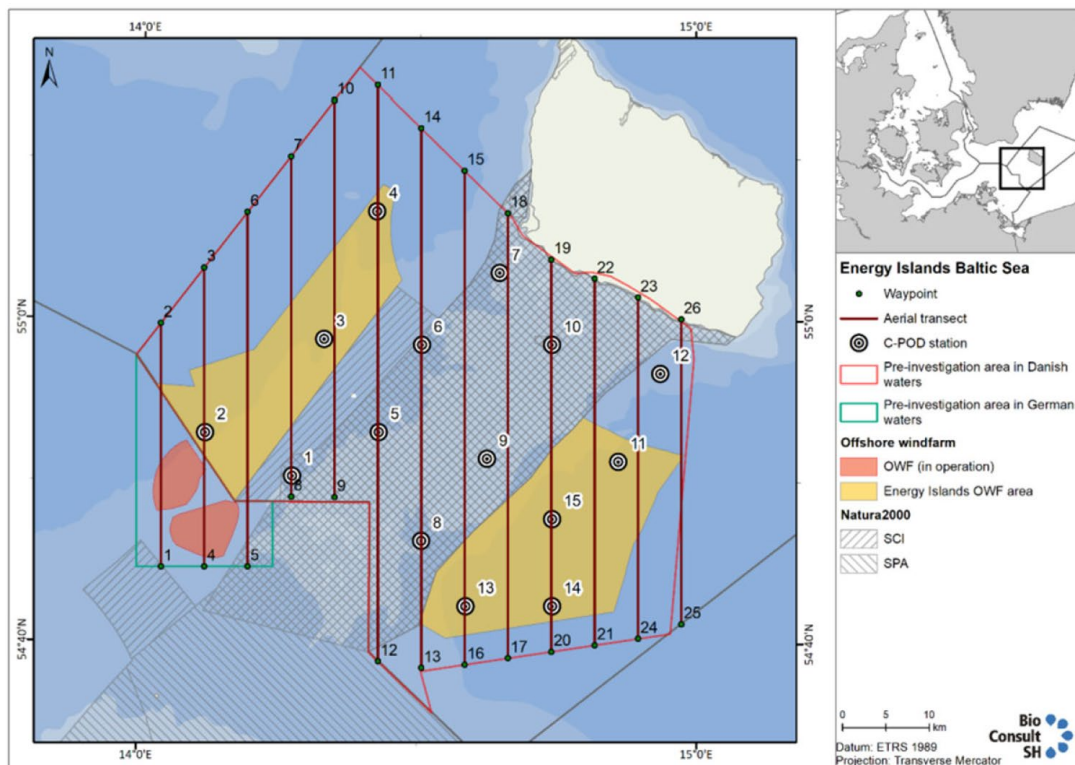 14°0'E
15°0'E
N
11
10
14
7
15
4
6
18
3
7
19
22
23
2
26
55°0'N
55°0'N
3
6
10
12
2
5
9
11
1
8
9
15
8
1
4
5
13
14
25
12
13
16
17
20
21
24
54°40'N
54°40'N
14°0'E
15°0'E
Energy Islands Baltic Sea
Waypoint
Aerial transect
C-POD station
Pre-investigation area in Danish
waters
Pre-investigation area in German
waters
Offshore windfarm
OWF (in operation)
Energy Islands OWF area
Natura2000
SCI
SPA
0 5 10
km
Datum: ETRS 1989
Projection: Transverse Mercator
Bio
Consult
SH